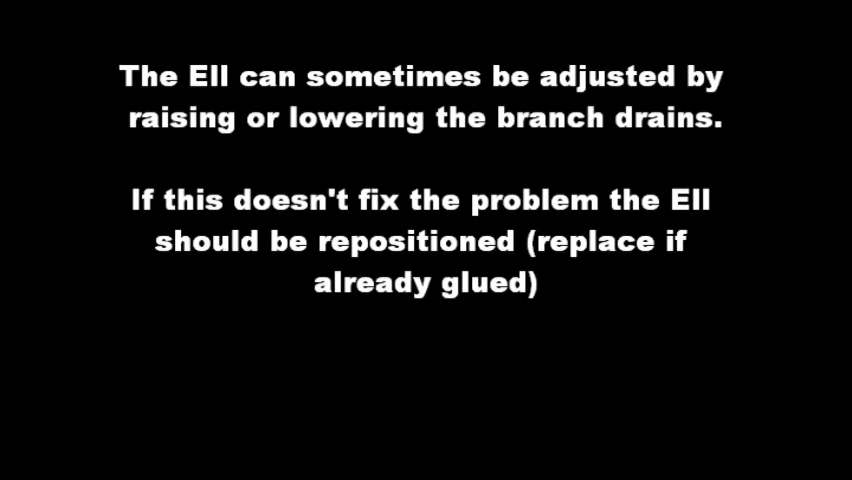 The Ell can sometimes be adjusted by
raising or lowering the branch drains.
If this doesn't fix the problem the Ell
should be repositioned (replace if
already glued)